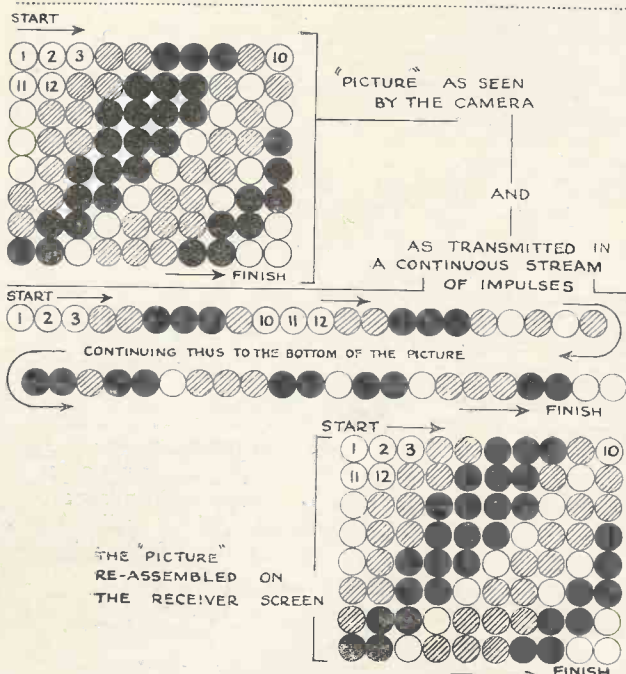 START
1 2 3 10
11 12
"PICTURE" AS SEEN
BY THE CAMERA
AND
AS TRANSMITTED IN
A CONTINUOUS STREAM
OF IMPULSES
FINISH
START
1 2 3 10 11 12
CONTINUING THUS TO THE BOTTOM OF THE PICTURE
FINISH
START
1 2 3 10
11 12
THE "PICTURE"
RE-ASSEMBLED ON
THE RECEIVER SCREEN
FINISH